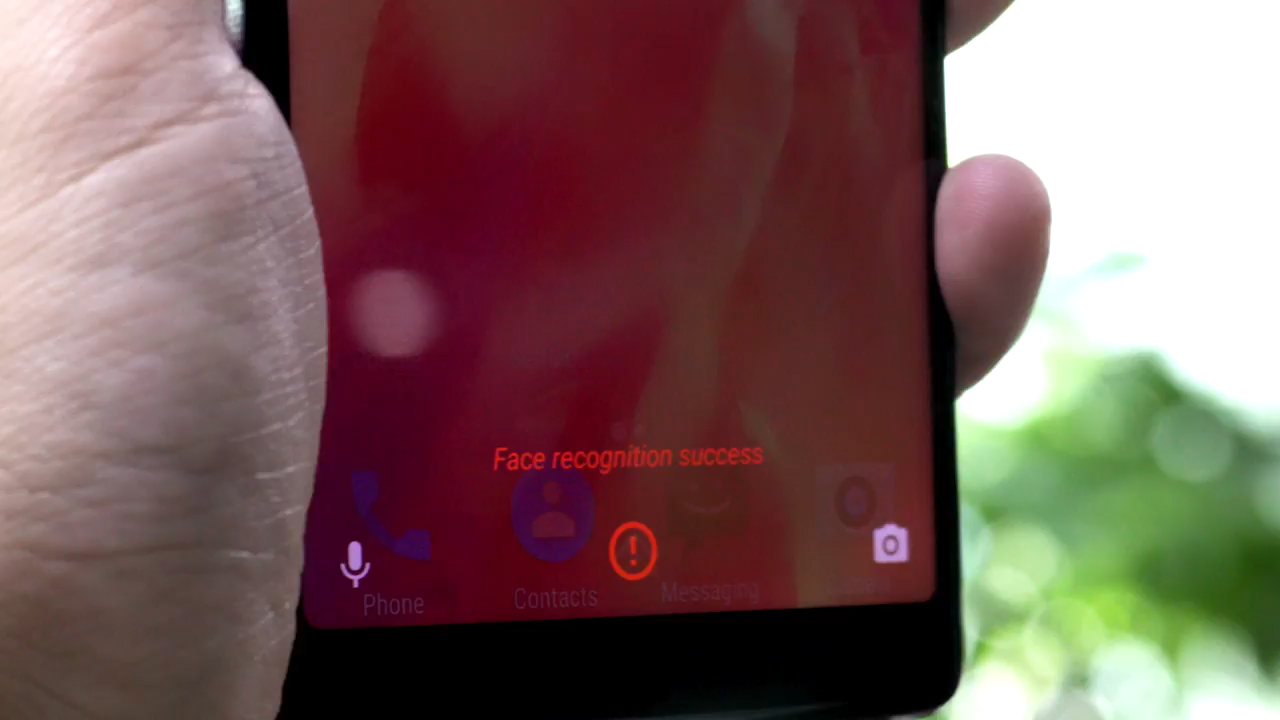 Face recognition success
Phone
Contacts
Messaging